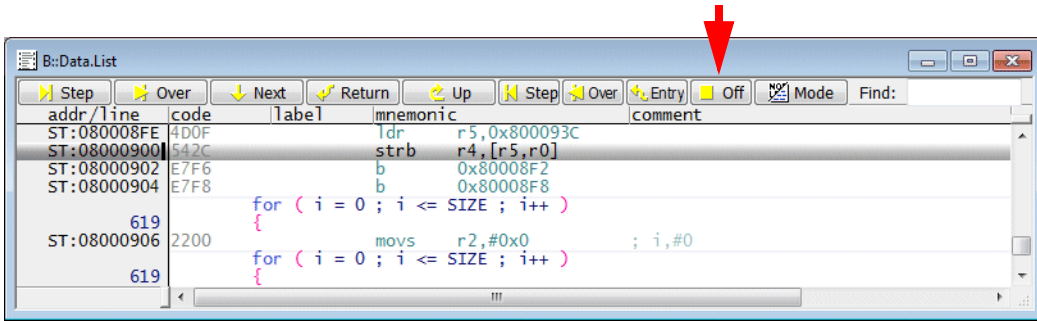 B::Data.List
Step Over Next Return Up Step Over Entry Off Mode Find:
addr/line code label mnemonic comment
ST:080008FE 4D0F ldr r5,0x800093C
ST:08000900 542C strb r4,[r5,r0]
ST:08000902 E7F6 b 0x80008F2
ST:08000904 E7F8 b 0x80008F8
for ( i = 0 ; i <= SIZE ; i++ )
619 {
ST:08000906 2200 movs r2,#0x0 ; i,#0
for ( i = 0 ; i <= SIZE ; i++ )
619 {